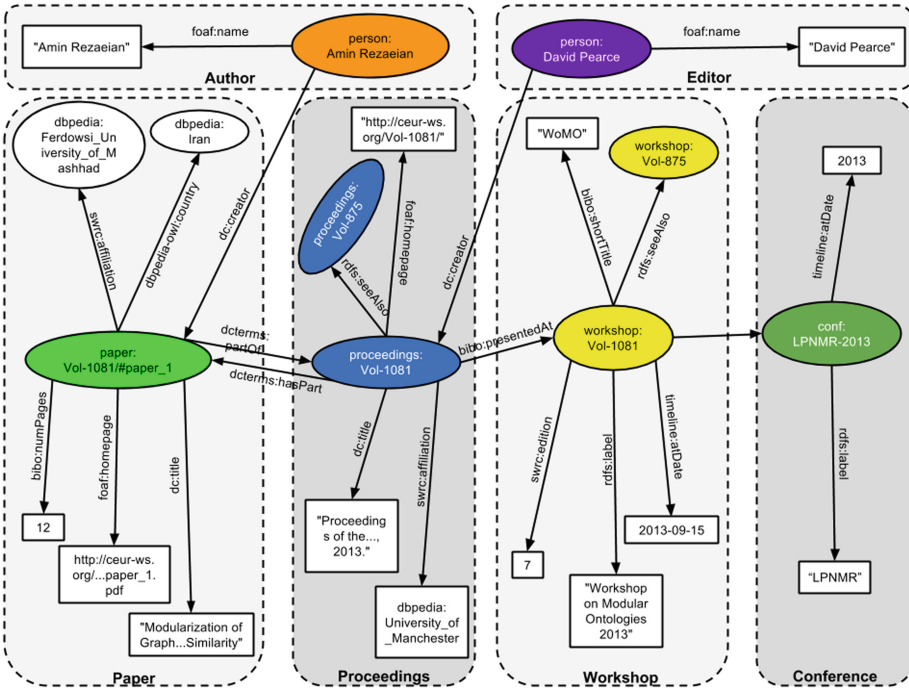 "Amin Rezaeian"
foaf:name
person:
Amin Rezaeian
Author
person:
David Pearce
foaf:name
"David Pearce"
Editor
dbpedia:
Ferdowsi_Un
iversity_of_M
ashhad
dbpedia:
Iran
swrc:affiliation
dbpedia-owl:country
dc:creator
paper:
Vol-1081/#paper_1
dcterms:
partOf
dcterms:hasPart
bibo:numPages
foaf:homepage
dc:title
12
http://ceur-ws.
org/...paper_1.
pdf
"Modularization of
Graph...Similarity"
Paper
"http://ceur-ws.
org/Vol-1081/"
proceedings:
Vol-875
rdfs:seeAlso
foaf:homepage
dc:creator
proceedings:
Vol-1081
bibo:presentedAt
dc:title
swrc:affiliation
"Proceeding
s of the...,
2013."
dbpedia:
University_of
_Manchester
Proceedings
"WoMO"
workshop:
Vol-875
bibo:shortTitle
rdfs:seeAlso
workshop:
Vol-1081
swrc:edition
rdfs:label
timeline:atDate
7
2013-09-15
"Workshop
on Modular
Ontologies
2013"
Workshop
2013
timeline:atDate
conf:
LPNMR-2013
rdfs:label
"LPNMR"
Conference